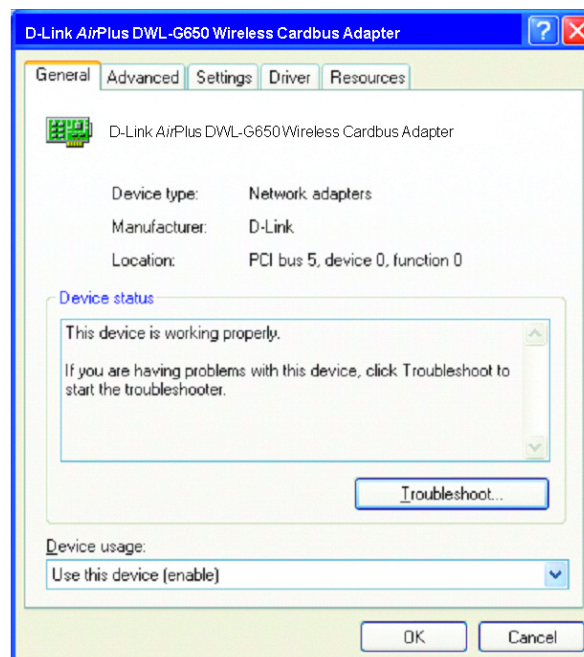 D-Link AirPlus DWL-G650 Wireless Cardbus Adapter
General Advanced Settings Driver Resources
D-Link AirPlus DWL-G650 Wireless Cardbus Adapter
Device type: Network adapters
Manufacturer: D-Link
Location: PCI bus 5, device 0, function 0
Device status
This device is working properly.
If you are having problems with this device, click Troubleshoot to
start the troubleshooter.
Troubleshoot...
Device usage:
Use this device (enable)
OK Cancel